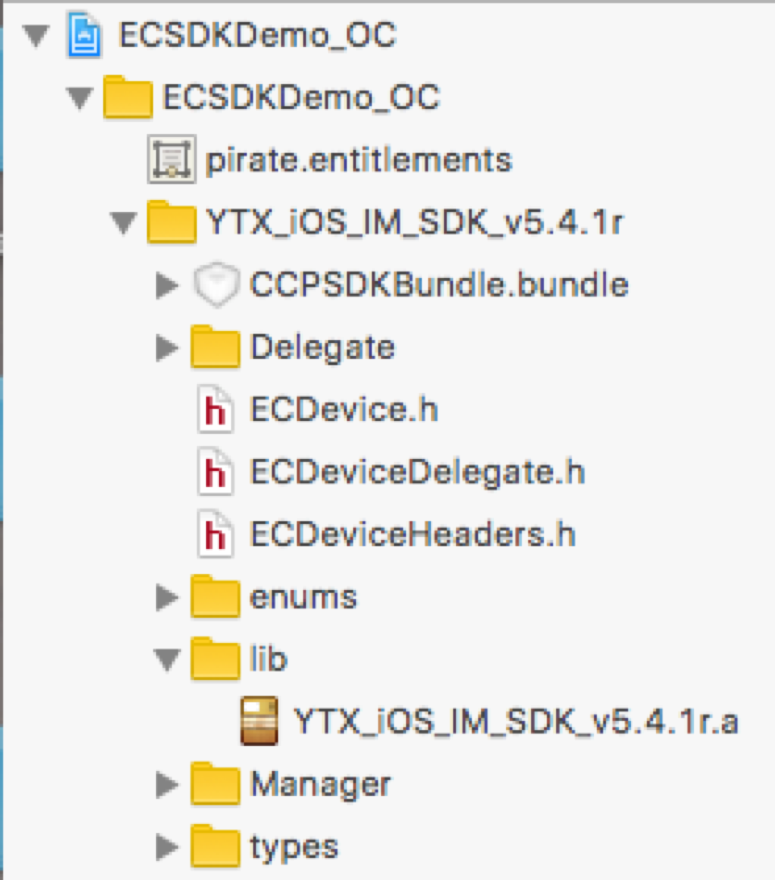 ECSDKDemo_OC
ECSDKDemo_OC
pirate.entitlements
YTX_iOS_IM_SDK_v5.4.1r
CCPSDKBundle.bundle
Delegate
h ECDevice.h
h ECDeviceDelegate.h
h ECDeviceHeaders.h
enums
lib
YTX_iOS_IM_SDK_v5.4.1r.a
Manager
types